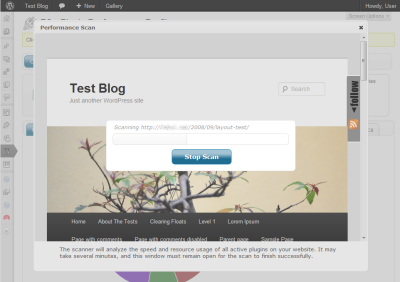 Test Blog
New
Gallery
Howdy, User
Screen Options
Performance Scan
Test Blog
Just another WordPress site
Search
follow
Scanning http://
/2008/09/layout-test/
Stop Scan
Home
About The Tests
Clearing Floats
Level 1
Lorem Ipsum
Page with comments
Page with comments disabled
Parent page
Sample Page
The scanner will analyze the speed and resource usage of all active plugins on your website. It may
take several minutes, and this window must remain open for the scan to finish successfully.